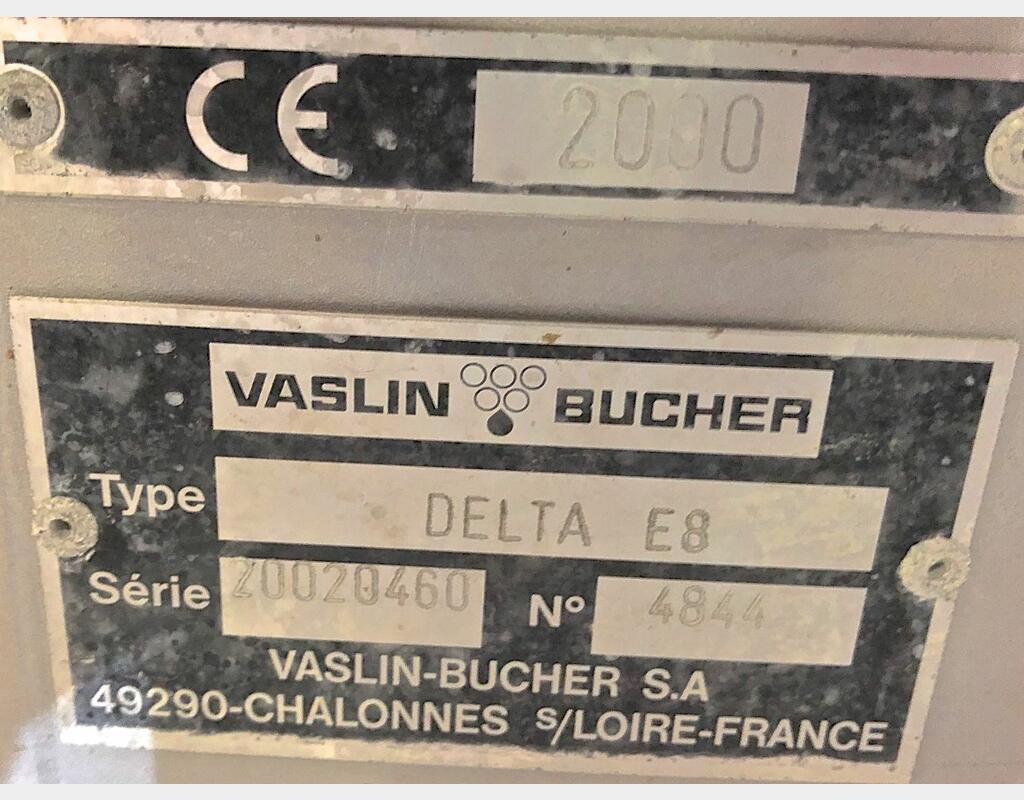 CE 2000
VASLIN BUCHER
Type DELTA E8
Série 20020460 N° 4844
VASLIN-BUCHER S.A
49290-CHALONNES s/LOIRE-FRANCE